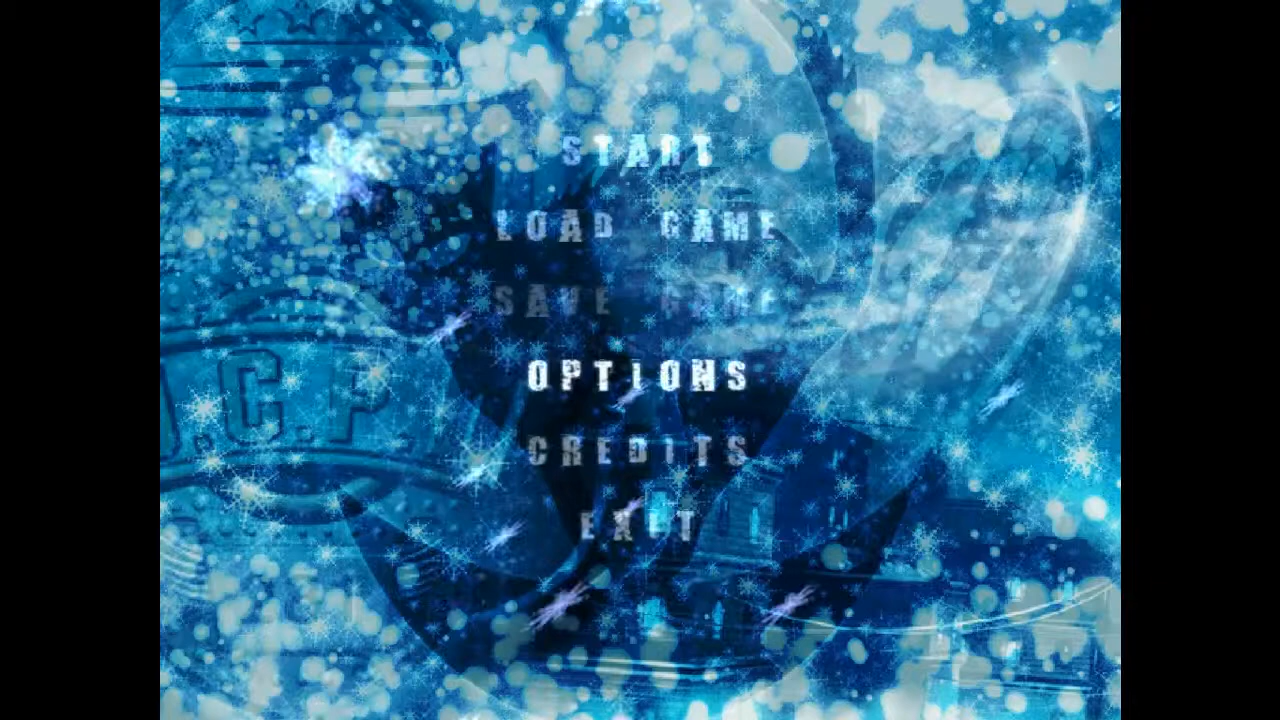 START
LOAD GAME
SAVE GAME
OPTIONS
CREDITS
EXIT